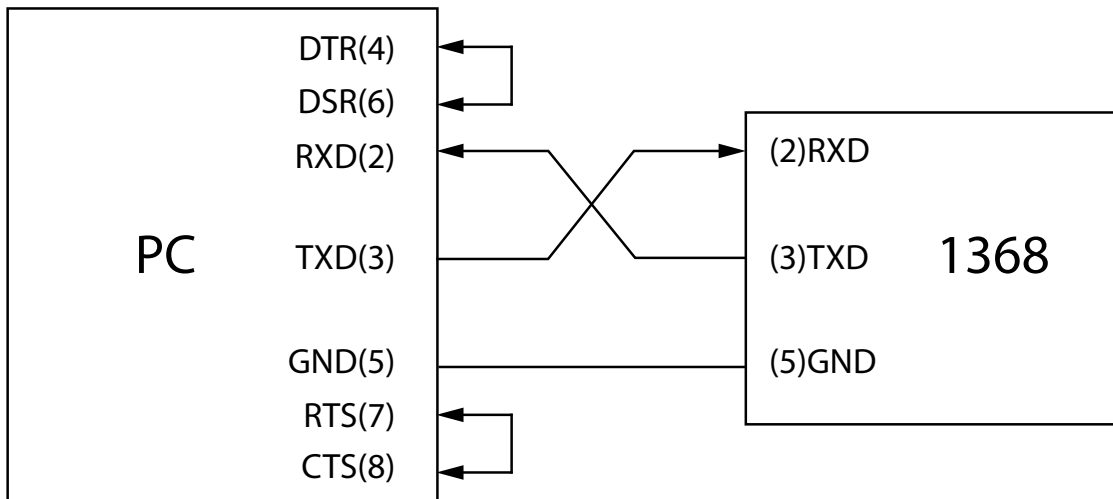 DTR(4)
DSR(6)
RXD(2)
(2)RXD
PC
TXD(3)
(3)TXD
1368
GND(5)
(5)GND
RTS(7)
CTS(8)